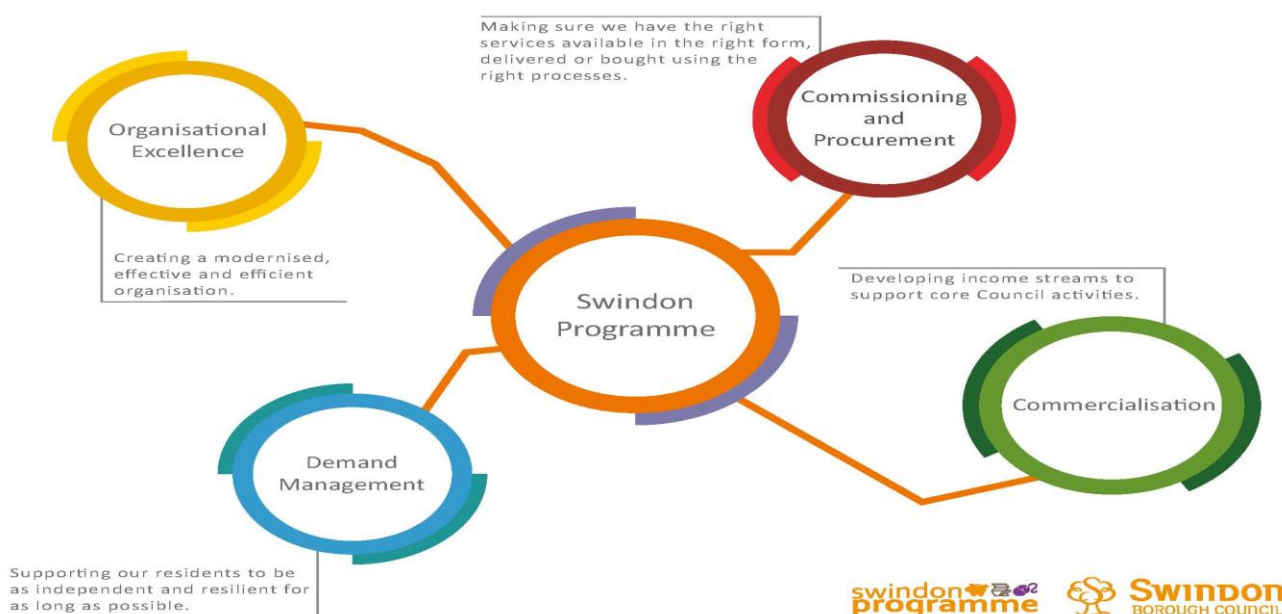 Making sure we have the right
services available in the right form,
delivered or bought using the
right processes.
Commissioning
and
Procurement
Organisational
Excellence
Creating a modernised,
effective and efficient
organisation.
Swindon
Programme
Developing income streams to
support core Council activities.
Commercialisation
Demand
Management
Supporting our residents to be
as independent and resilient for
as long as possible.
swindon
programme
SWINDON
BOROUGH COUNCIL